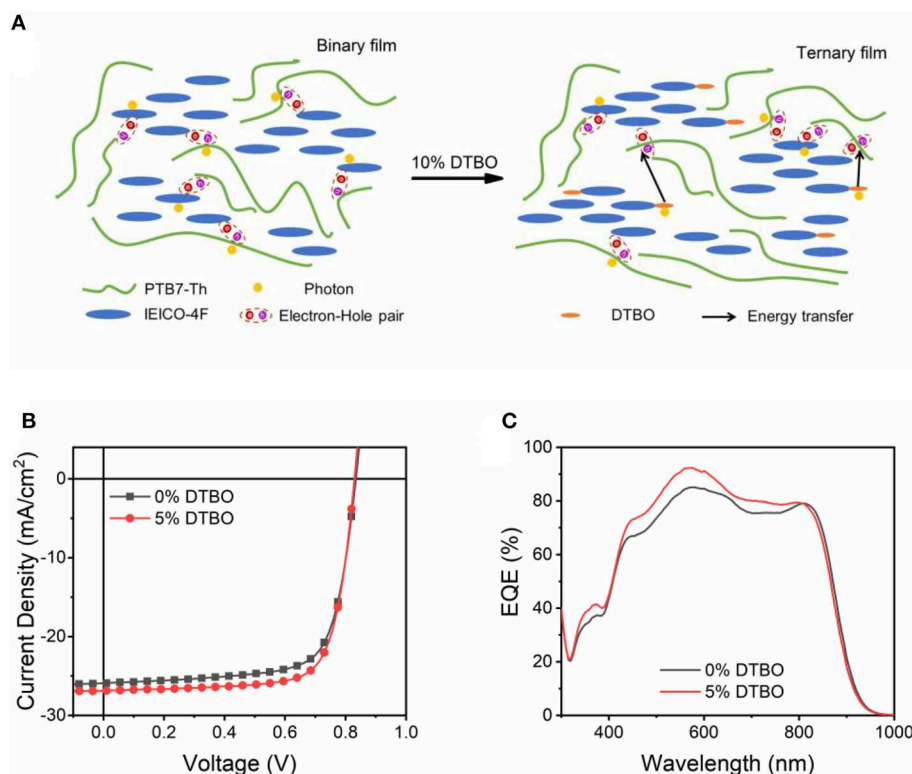 A
Binary film
Ternary film
10% DTBO
PTB7-Th
Photon
IEICO-4F
Electron-Hole pair
DTBO
Energy transfer
B
0
-10
-20
-30
Current Density (mA/cm²)
0% DTBO
5% DTBO
0.0 0.2 0.4 0.6 0.8 1.0
Voltage (V)
C
100
80
60
40
20
0
EQE (%)
0% DTBO
5% DTBO
400 600 800 1000
Wavelength (nm)